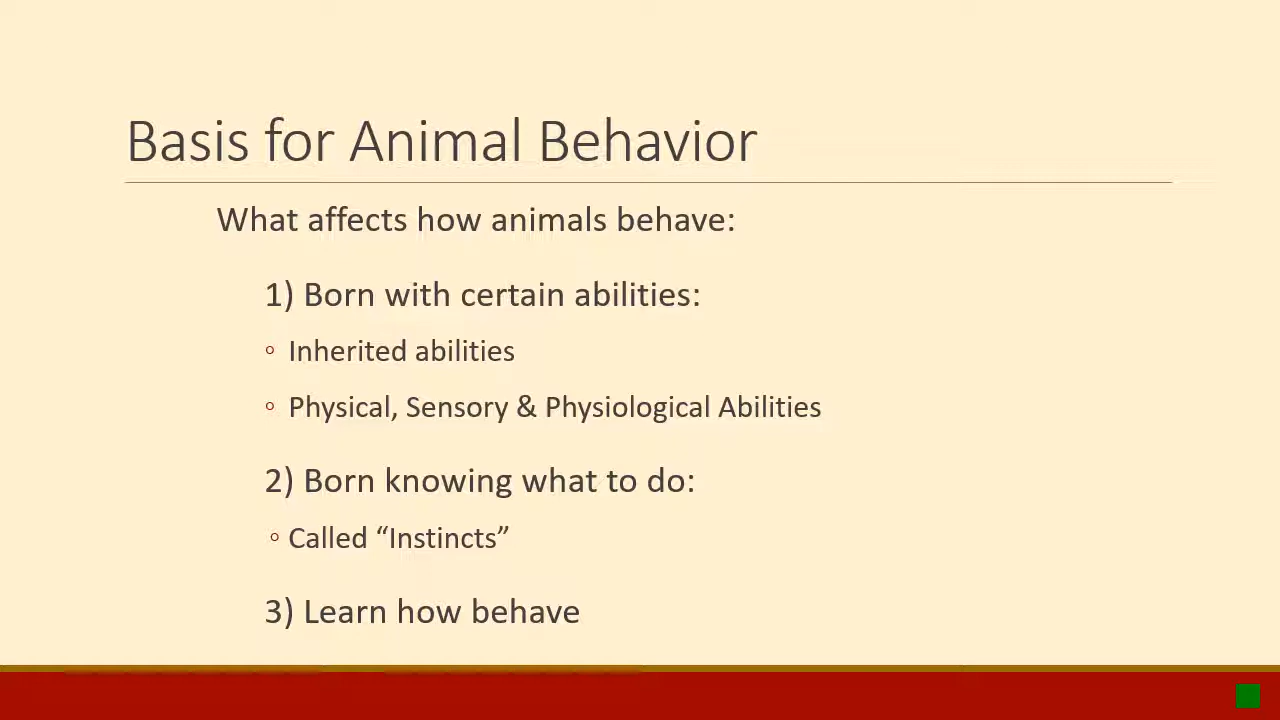 Basis for Animal Behavior
What affects how animals behave:
1) Born with certain abilities:
◦ Inherited abilities
◦ Physical, Sensory & Physiological Abilities
2) Born knowing what to do:
◦ Called “Instincts”
3) Learn how behave